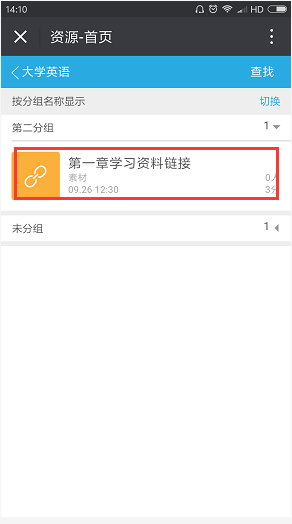 14:10 HD
资源-首页
大学英语 查找
按分组名称显示 切换
第二分组 1
第一章学习资料链接
素材 0人
09.26 12:30 3分
未分组 1